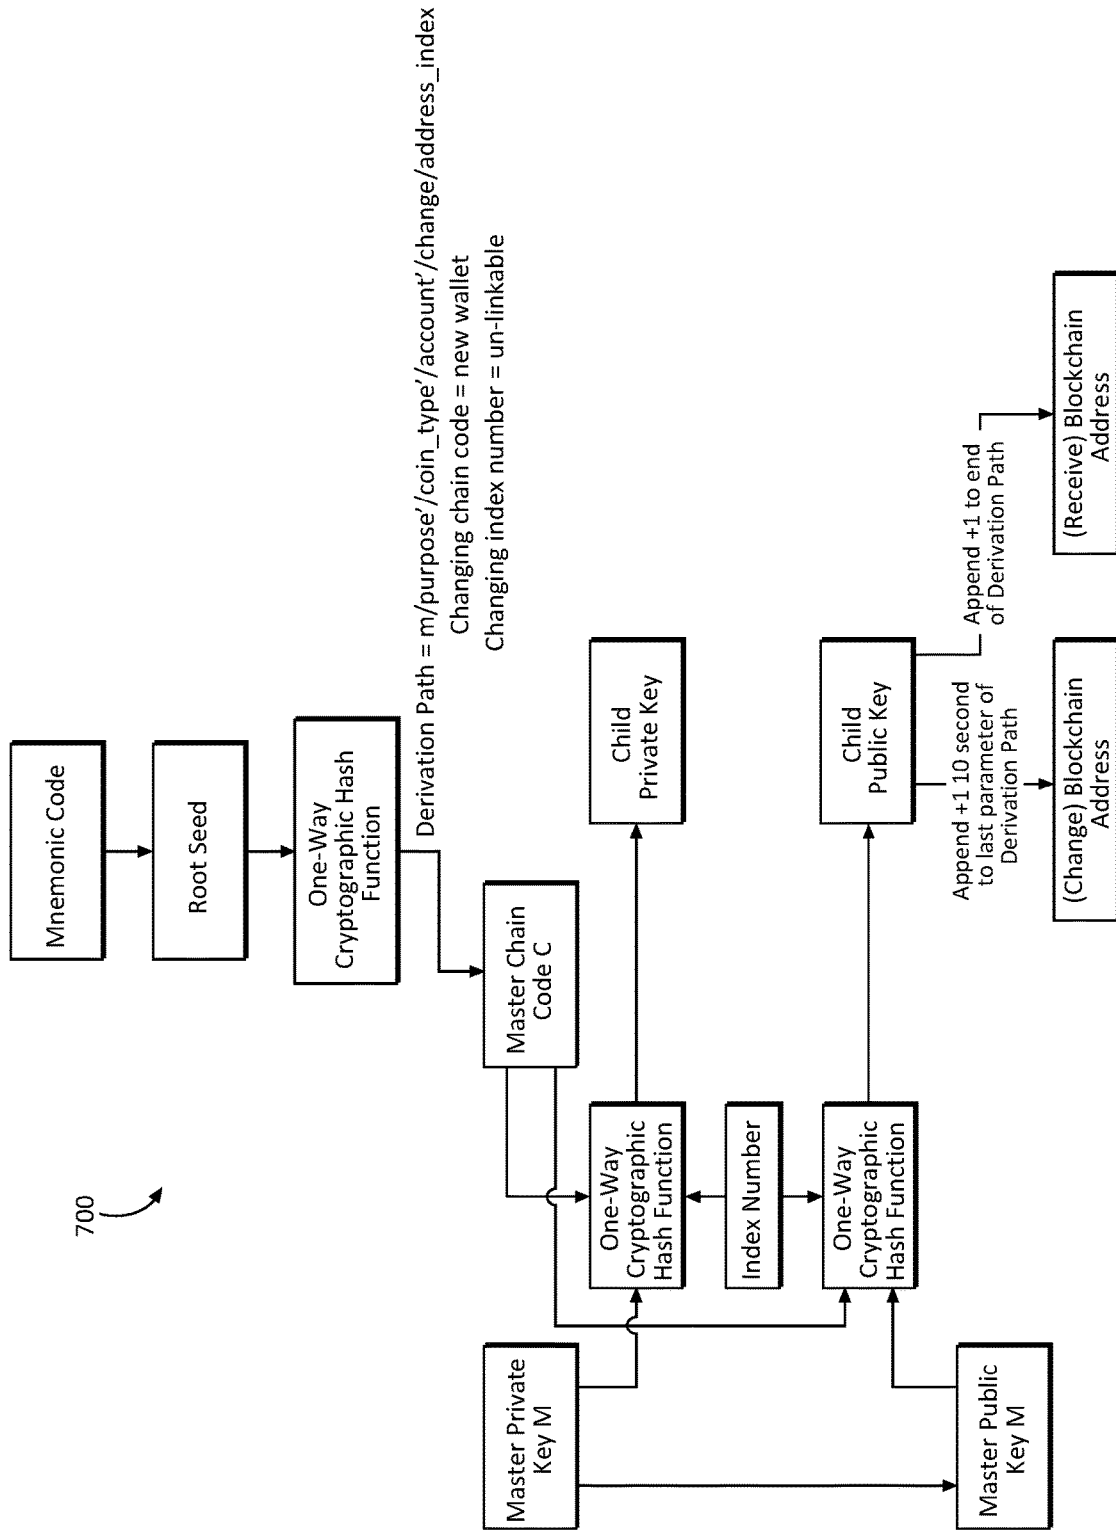 700
Mnemonic Code
Root Seed
One-Way
Cryptographic Hash
Function
Derivation Path = m/purpose’/coin_type’/account’/change/address_index
Changing chain code = new wallet
Changing index number = un-linkable
Master Private
Key M
Master Chain
Code C
One-Way
Cryptographic
Hash Function
Child
Private Key
Index Number
One-Way
Cryptographic
Hash Function
Child
Public Key
Master Public
Key M
Append +1 10 second
to last parameter of
Derivation Path
Append +1 to end
of Derivation Path
(Change) Blockchain
Address
(Receive) Blockchain
Address